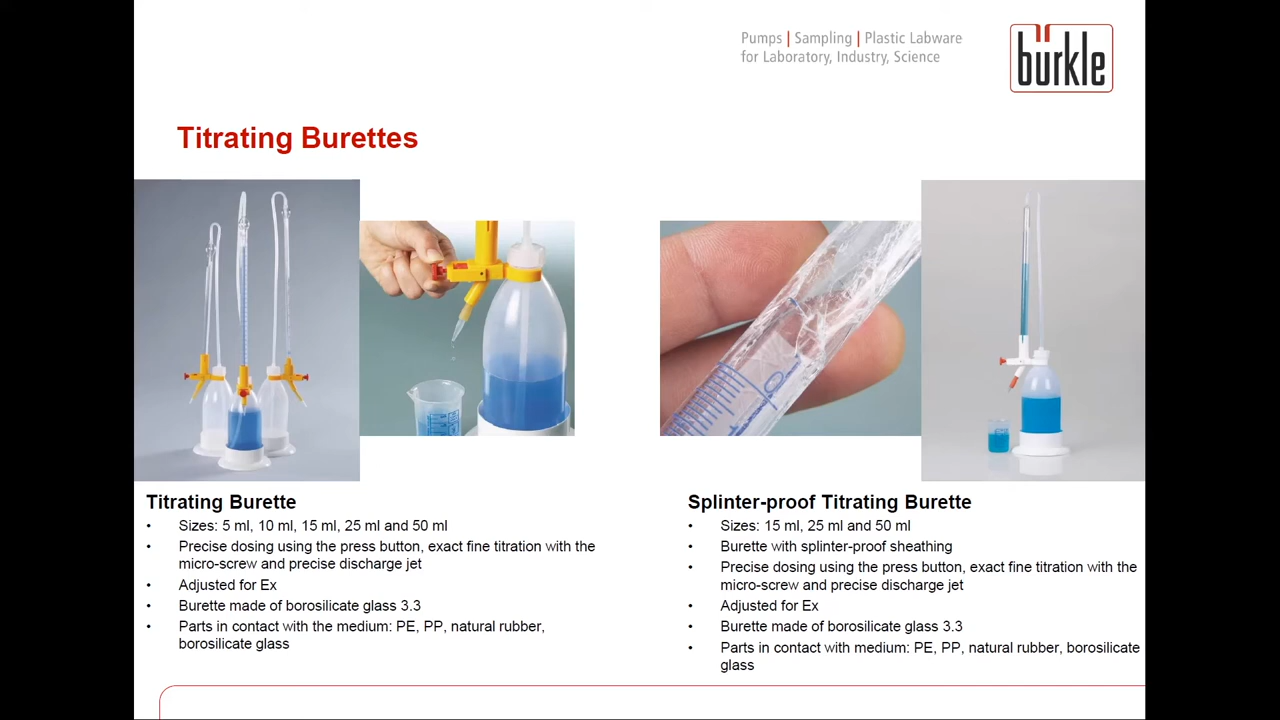 Pumps | Sampling | Plastic Labware
for Laboratory, Industry, Science
bürkle
Titrating Burettes
0
Titrating Burette
• Sizes: 5 ml, 10 ml, 15 ml, 25 ml and 50 ml
• Precise dosing using the press button, exact fine titration with the
micro-screw and precise discharge jet
• Adjusted for Ex
• Burette made of borosilicate glass 3.3
• Parts in contact with the medium: PE, PP, natural rubber,
borosilicate glass
Splinter-proof Titrating Burette
• Sizes: 15 ml, 25 ml and 50 ml
• Burette with splinter-proof sheathing
• Precise dosing using the press button, exact fine titration with the
micro-screw and precise discharge jet
• Adjusted for Ex
• Burette made of borosilicate glass 3.3
• Parts in contact with medium: PE, PP, natural rubber, borosilicate
glass